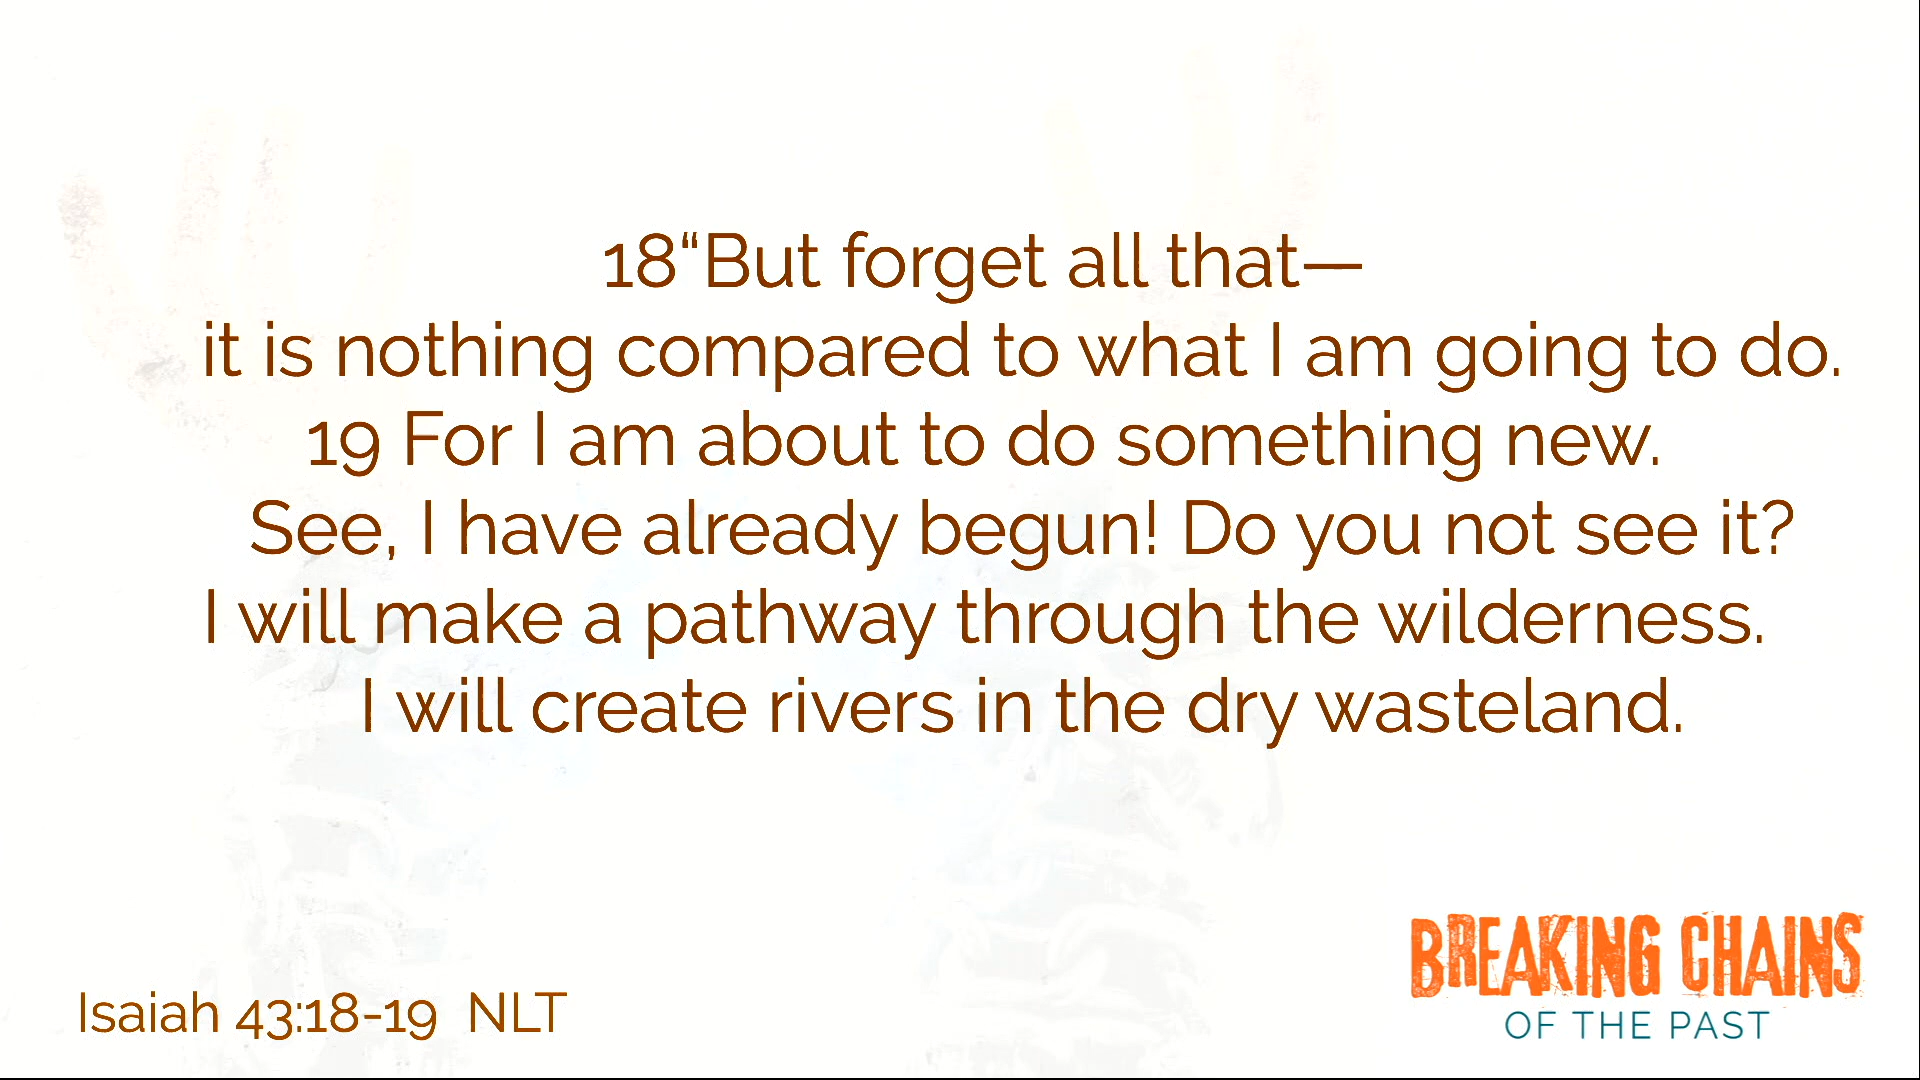 18“But forget all that—
it is nothing compared to what I am going to do.
19 For I am about to do something new.
See, I have already begun! Do you not see it?
I will make a pathway through the wilderness.
I will create rivers in the dry wasteland.
Isaiah 43:18-19 NLT
BREAKING CHAINS
OF THE PAST